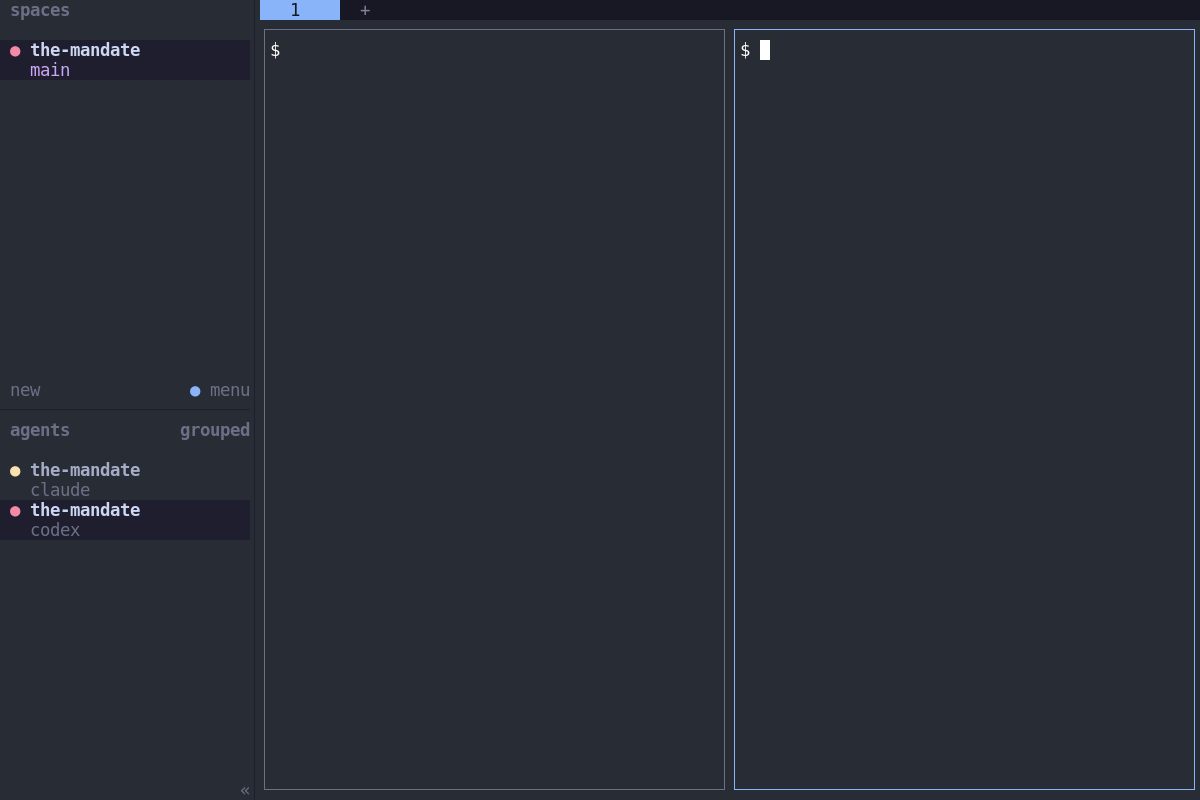 spaces
● the-mandate
main
new ● menu
agents grouped
● the-mandate
claude
● the-mandate
codex
«
1 +
$
$